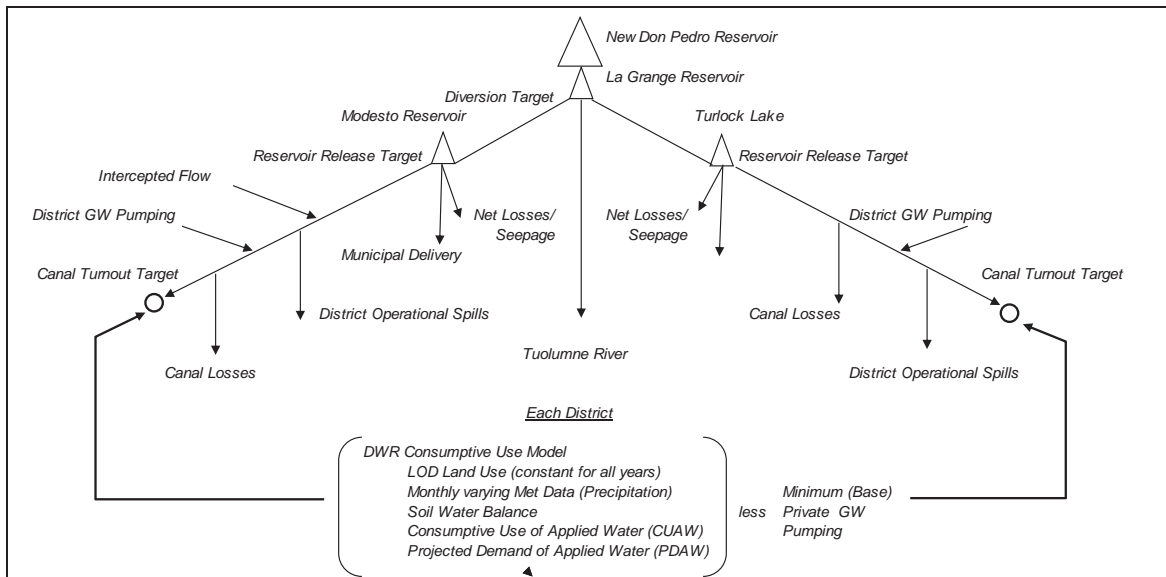 New Don Pedro Reservoir
La Grange Reservoir
Diversion Target
Modesto Reservoir
Turlock Lake
Reservoir Release Target
Reservoir Release Target
Intercepted Flow
District GW Pumping
Net Losses/
Seepage
Net Losses/
Seepage
District GW Pumping
Municipal Delivery
Canal Turnout Target
Canal Turnout Target
District Operational Spills
Canal Losses
Tuolumne River
Canal Losses
District Operational Spills
Each District
DWR Consumptive Use Model
LOD Land Use (constant for all years)
Monthly varying Met Data (Precipitation)
Soil Water Balance
Consumptive Use of Applied Water (CUAW)
Projected Demand of Applied Water (PDAW)
less
Minimum (Base)
Private GW
Pumping